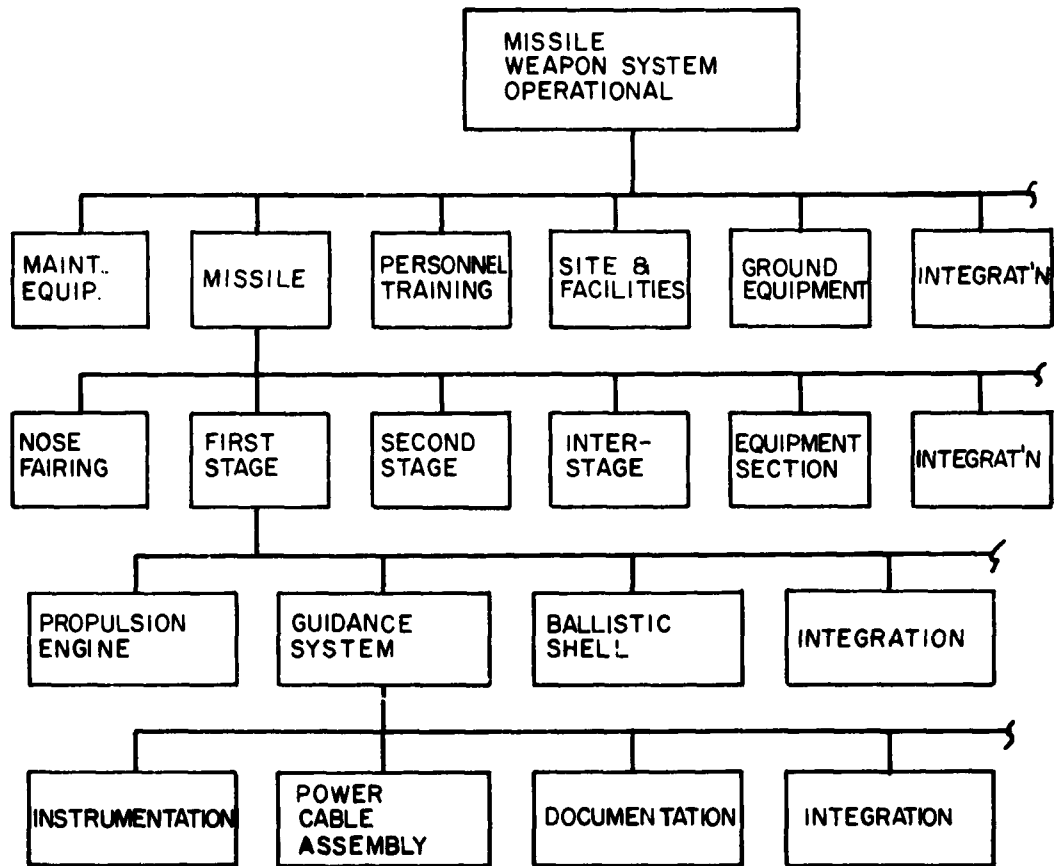 MISSILE
WEAPON SYSTEM
OPERATIONAL
MAINT..
EQUIP.
MISSILE
PERSONNEL
TRAINING
SITE &
FACILITIES
GROUND
EQUIPMENT
INTEGRAT'N
NOSE
FAIRING
FIRST
STAGE
SECOND
STAGE
INTER-
STAGE
EQUIPMENT
SECTION
INTEGRAT'N
PROPULSION
ENGINE
GUIDANCE
SYSTEM
BALLISTIC
SHELL
INTEGRATION
INSTRUMENTATION
POWER
CABLE
ASSEMBLY
DOCUMENTATION
INTEGRATION